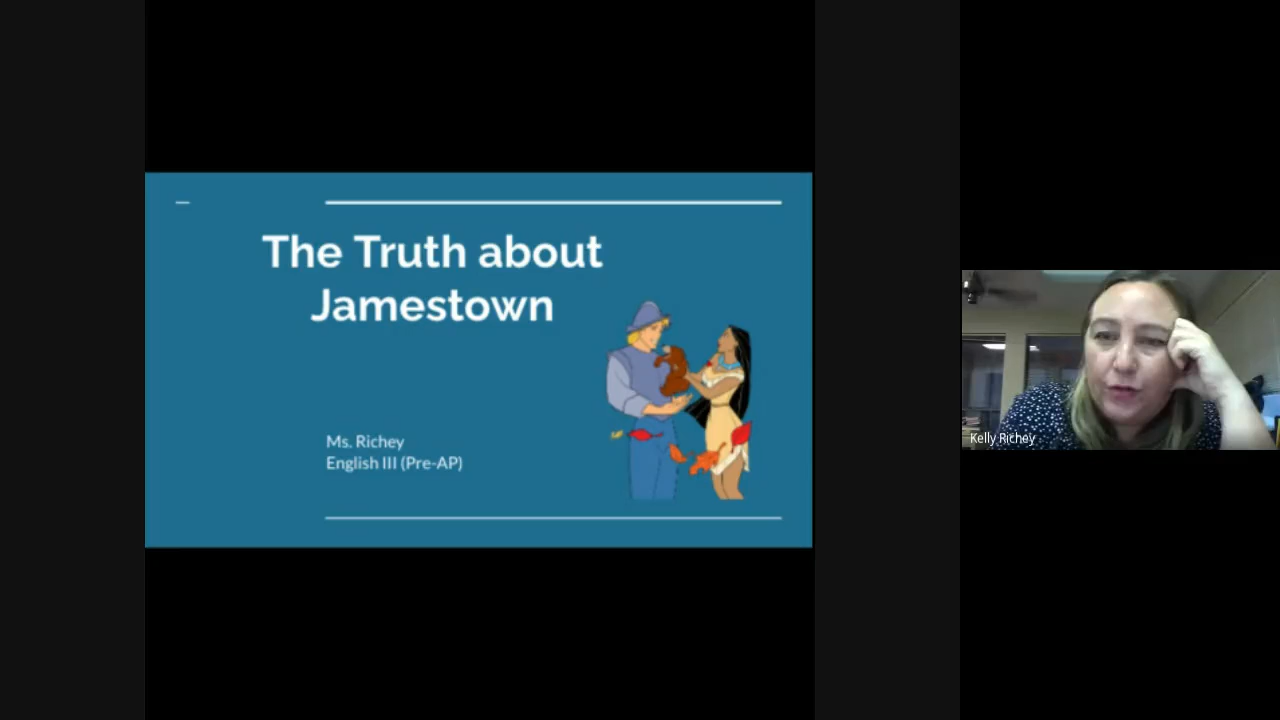 The Truth about
Jamestown
Ms. Richey
English III (Pre-AP)
Kelly Richey